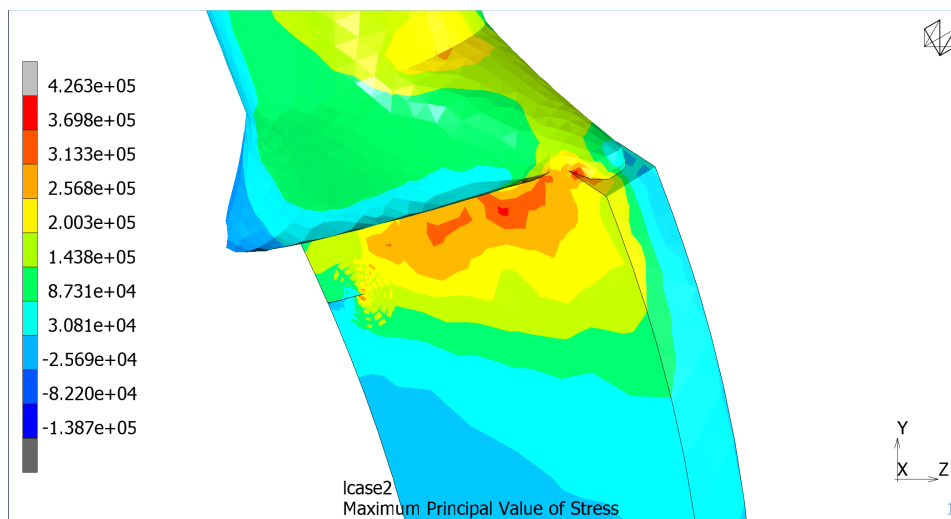 4.263e+05
3.698e+05
3.133e+05
2.568e+05
2.003e+05
1.438e+05
8.731e+04
3.081e+04
-2.569e+04
-8.220e+04
-1.387e+05
lcase2
Maximum Principal Value of Stress
Y
X Z